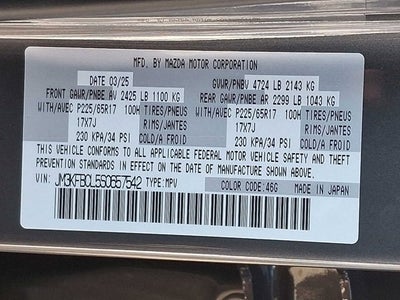 MFD. BY MAZDA MOTOR CORPORATION
DATE 03/25 GVWR/PNBV 4724 LB 2143 KG
FRONT GAWR/PNBE AV 2425 LB 1100 KG REAR GAWR/PNBE AR 2299 LB 1043 KG
WITH/AVEC P225/65R17 100H TIRES/PNEUS WITH/AVEC P225/65R17 100H TIRES/PNEUS
17X7J RIMS/JANTES 17X7J RIMS/JANTES
230 KPA/34 PSI COLD/A FROID 230 KPA/34 PSI COLD/A FROID
THIS VEHICLE CONFORMS TO ALL APPLICABLE FEDERAL MOTOR VEHICLE SAFETY AND THEFT
PREVENTION STANDARDS IN EFFECT ON THE DATE OF MANUFACTURE SHOWN ABOVE.
VIN: JM3KFBCL5S0657542 TYPE:MPV COLOR CODE:46G MADE IN JAPAN